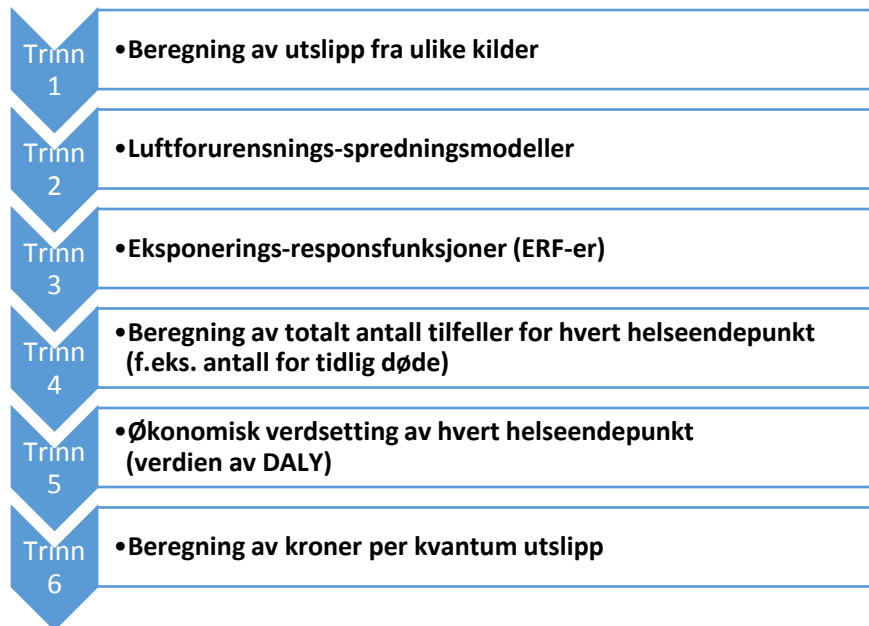 Trinn
1
•Beregning av utslipp fra ulike kilder
Trinn
2
•Luftforurensnings-spredningsmodeller
Trinn
3
•Eksponerings-responsfunksjoner (ERF-er)
Trinn
4
•Beregning av totalt antall tilfeller for hvert helseendepunkt
(f.eks. antall for tidlig døde)
Trinn
5
•Økonomisk verdsetting av hvert helseendepunkt
(verdien av DALY)
Trinn
6
•Beregning av kroner per kvantum utslipp